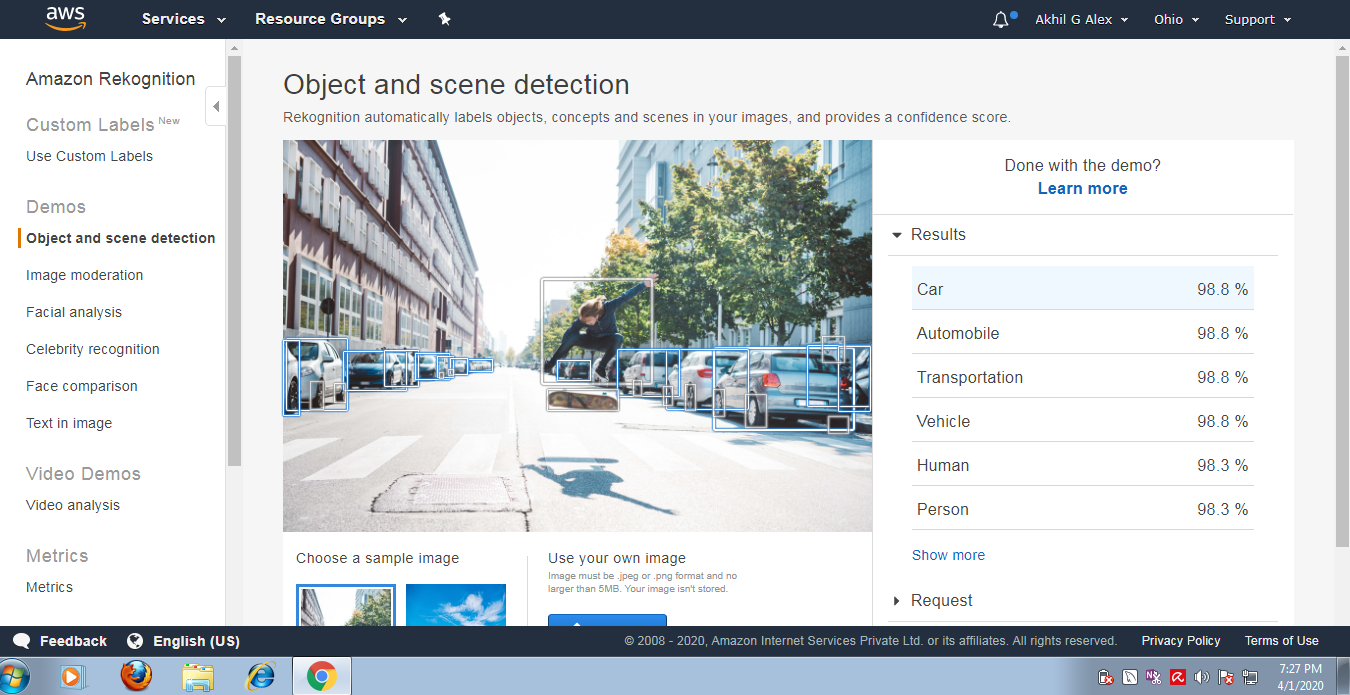 aws
Services
Resource Groups
Akhil G Alex
Ohio
Support
Amazon Rekognition
Custom Labels New
Use Custom Labels
Demos
Object and scene detection
Image moderation
Facial analysis
Celebrity recognition
Face comparison
Text in image
Video Demos
Video analysis
Metrics
Metrics
Object and scene detection
Rekognition automatically labels objects, concepts and scenes in your images, and provides a confidence score.
Choose a sample image
Use your own image
Image must be .jpeg or .png format and no
larger than 5MB. Your image isn't stored.
Done with the demo?
Learn more
Results
Car 98.8 %
Automobile 98.8 %
Transportation 98.8 %
Vehicle 98.8 %
Human 98.3 %
Person 98.3 %
Show more
Request
Feedback
English (US)
© 2008 - 2020, Amazon Internet Services Private Ltd. or its affiliates. All rights reserved.
Privacy Policy
Terms of Use
7:27 PM
4/1/2020